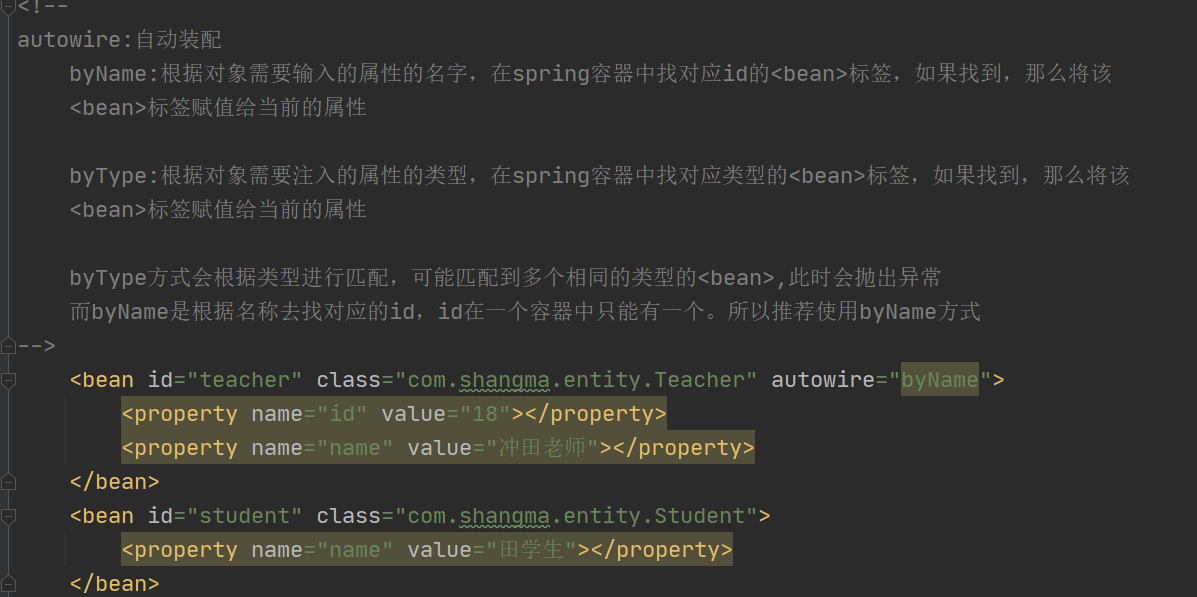 <!--
autowire:自动装配
byName:根据对象需要输入的属性的名字，在spring容器中找对应id的<bean>标签，如果找到，那么将该
<bean>标签赋值给当前的属性
byType:根据对象需要注入的属性的类型，在spring容器中找对应类型的<bean>标签，如果找到，那么将该
<bean>标签赋值给当前的属性
byType方式会根据类型进行匹配，可能匹配到多个相同的类型的<bean>,此时会抛出异常
而byName是根据名称去找对应的id，id在一个容器中只能有一个。所以推荐使用byName方式
-->
<bean id="teacher" class="com.shangma.entity.Teacher" autowire="byName">
<property name="id" value="18"></property>
<property name="name" value="冲田老师"></property>
</bean>
<bean id="student" class="com.shangma.entity.Student">
<property name="name" value="田学生"></property>
</bean>